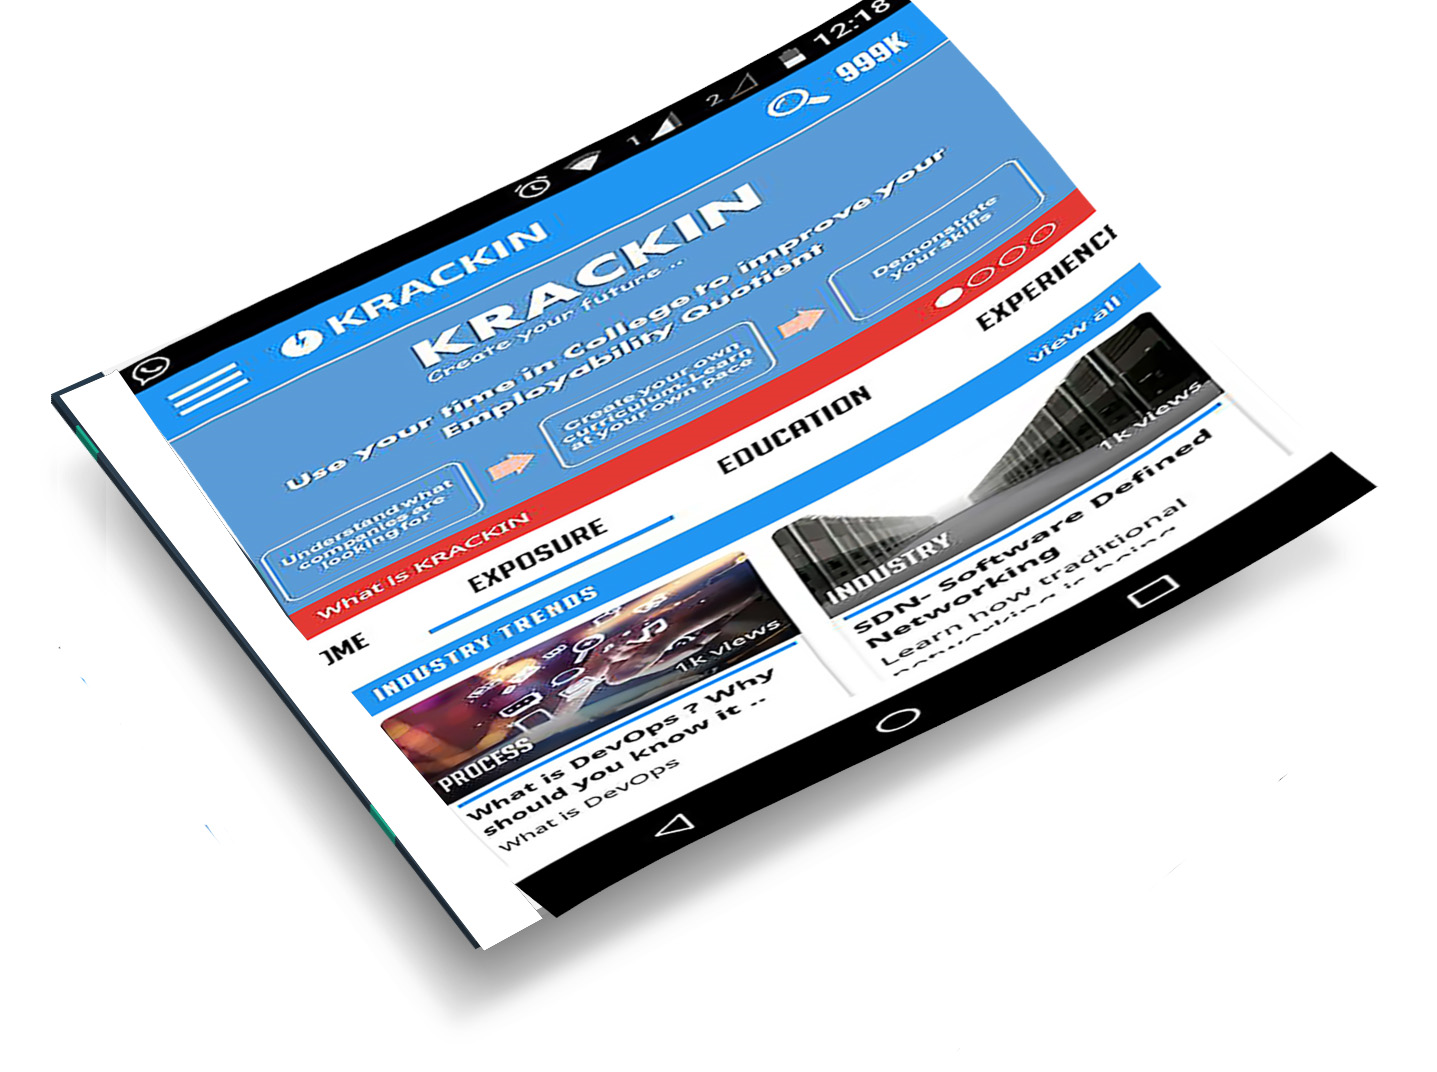 1 2 12:18
KRACKIN 999K
KRACKIN
Create your future ..
Use your time in College to improve your
Employability Quotient
Understand what
companies are
looking for
Create your own
curriculum. Learn
at your own pace
Demonstrate
your skills
What is KRACKIN
OME EXPOSURE EDUCATION EXPERIENCE
INDUSTRY TRENDS view all
1k views
PROCESS
What is DevOps ? Why
should you know it ..
What is DevOps
1k views
INDUSTRY
SDN- Software Defined
Networking
Learn how traditional